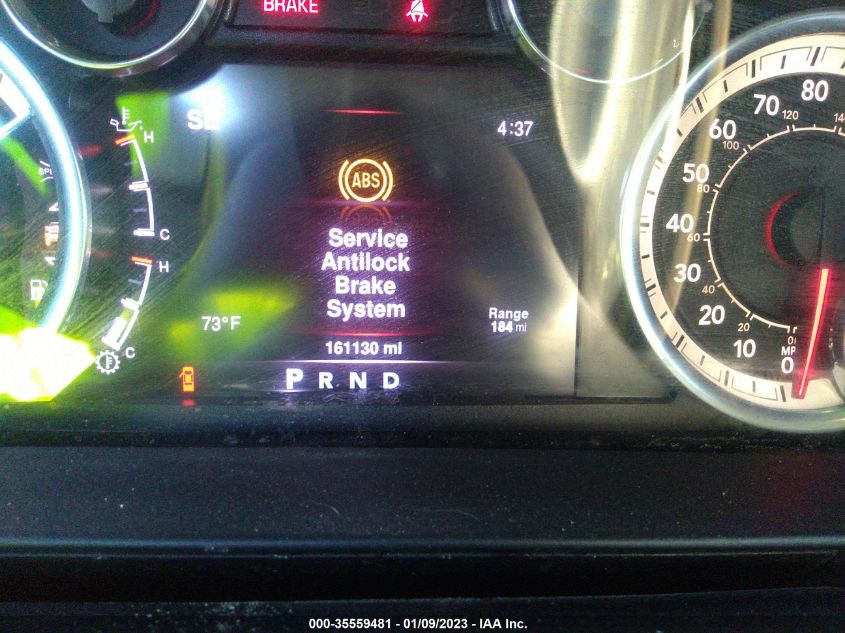 BRAKE
4:37
H
C
H
C
ABS
Service
Antilock
Brake
System
73°F
Range
184 mi
161130 mi
P R N D
80
70
60
50
40
30
20
10
0
120
100
80
60
40
20
MP
000-35559481 - 01/09/2023 - IAA Inc.